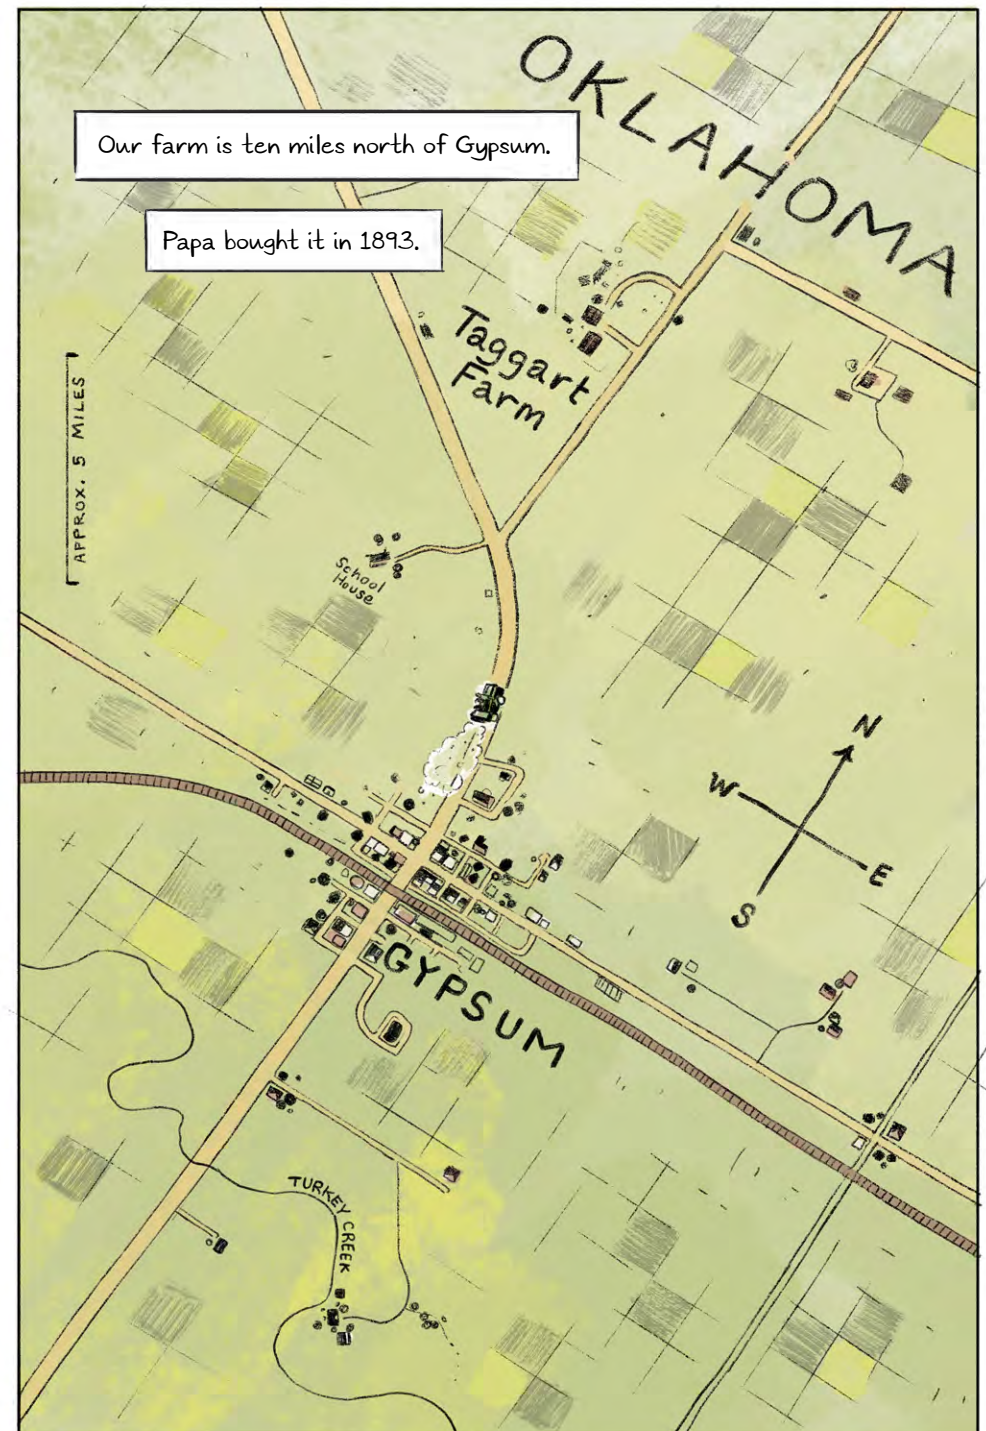 OKLAHOMA
Our farm is ten miles north of Gypsum.
Papa bought it in 1893.
Taggart
Farm
APPROX. 5 MILES
School
House
N
W
E
S
GYPSUM
TURKEY CREEK